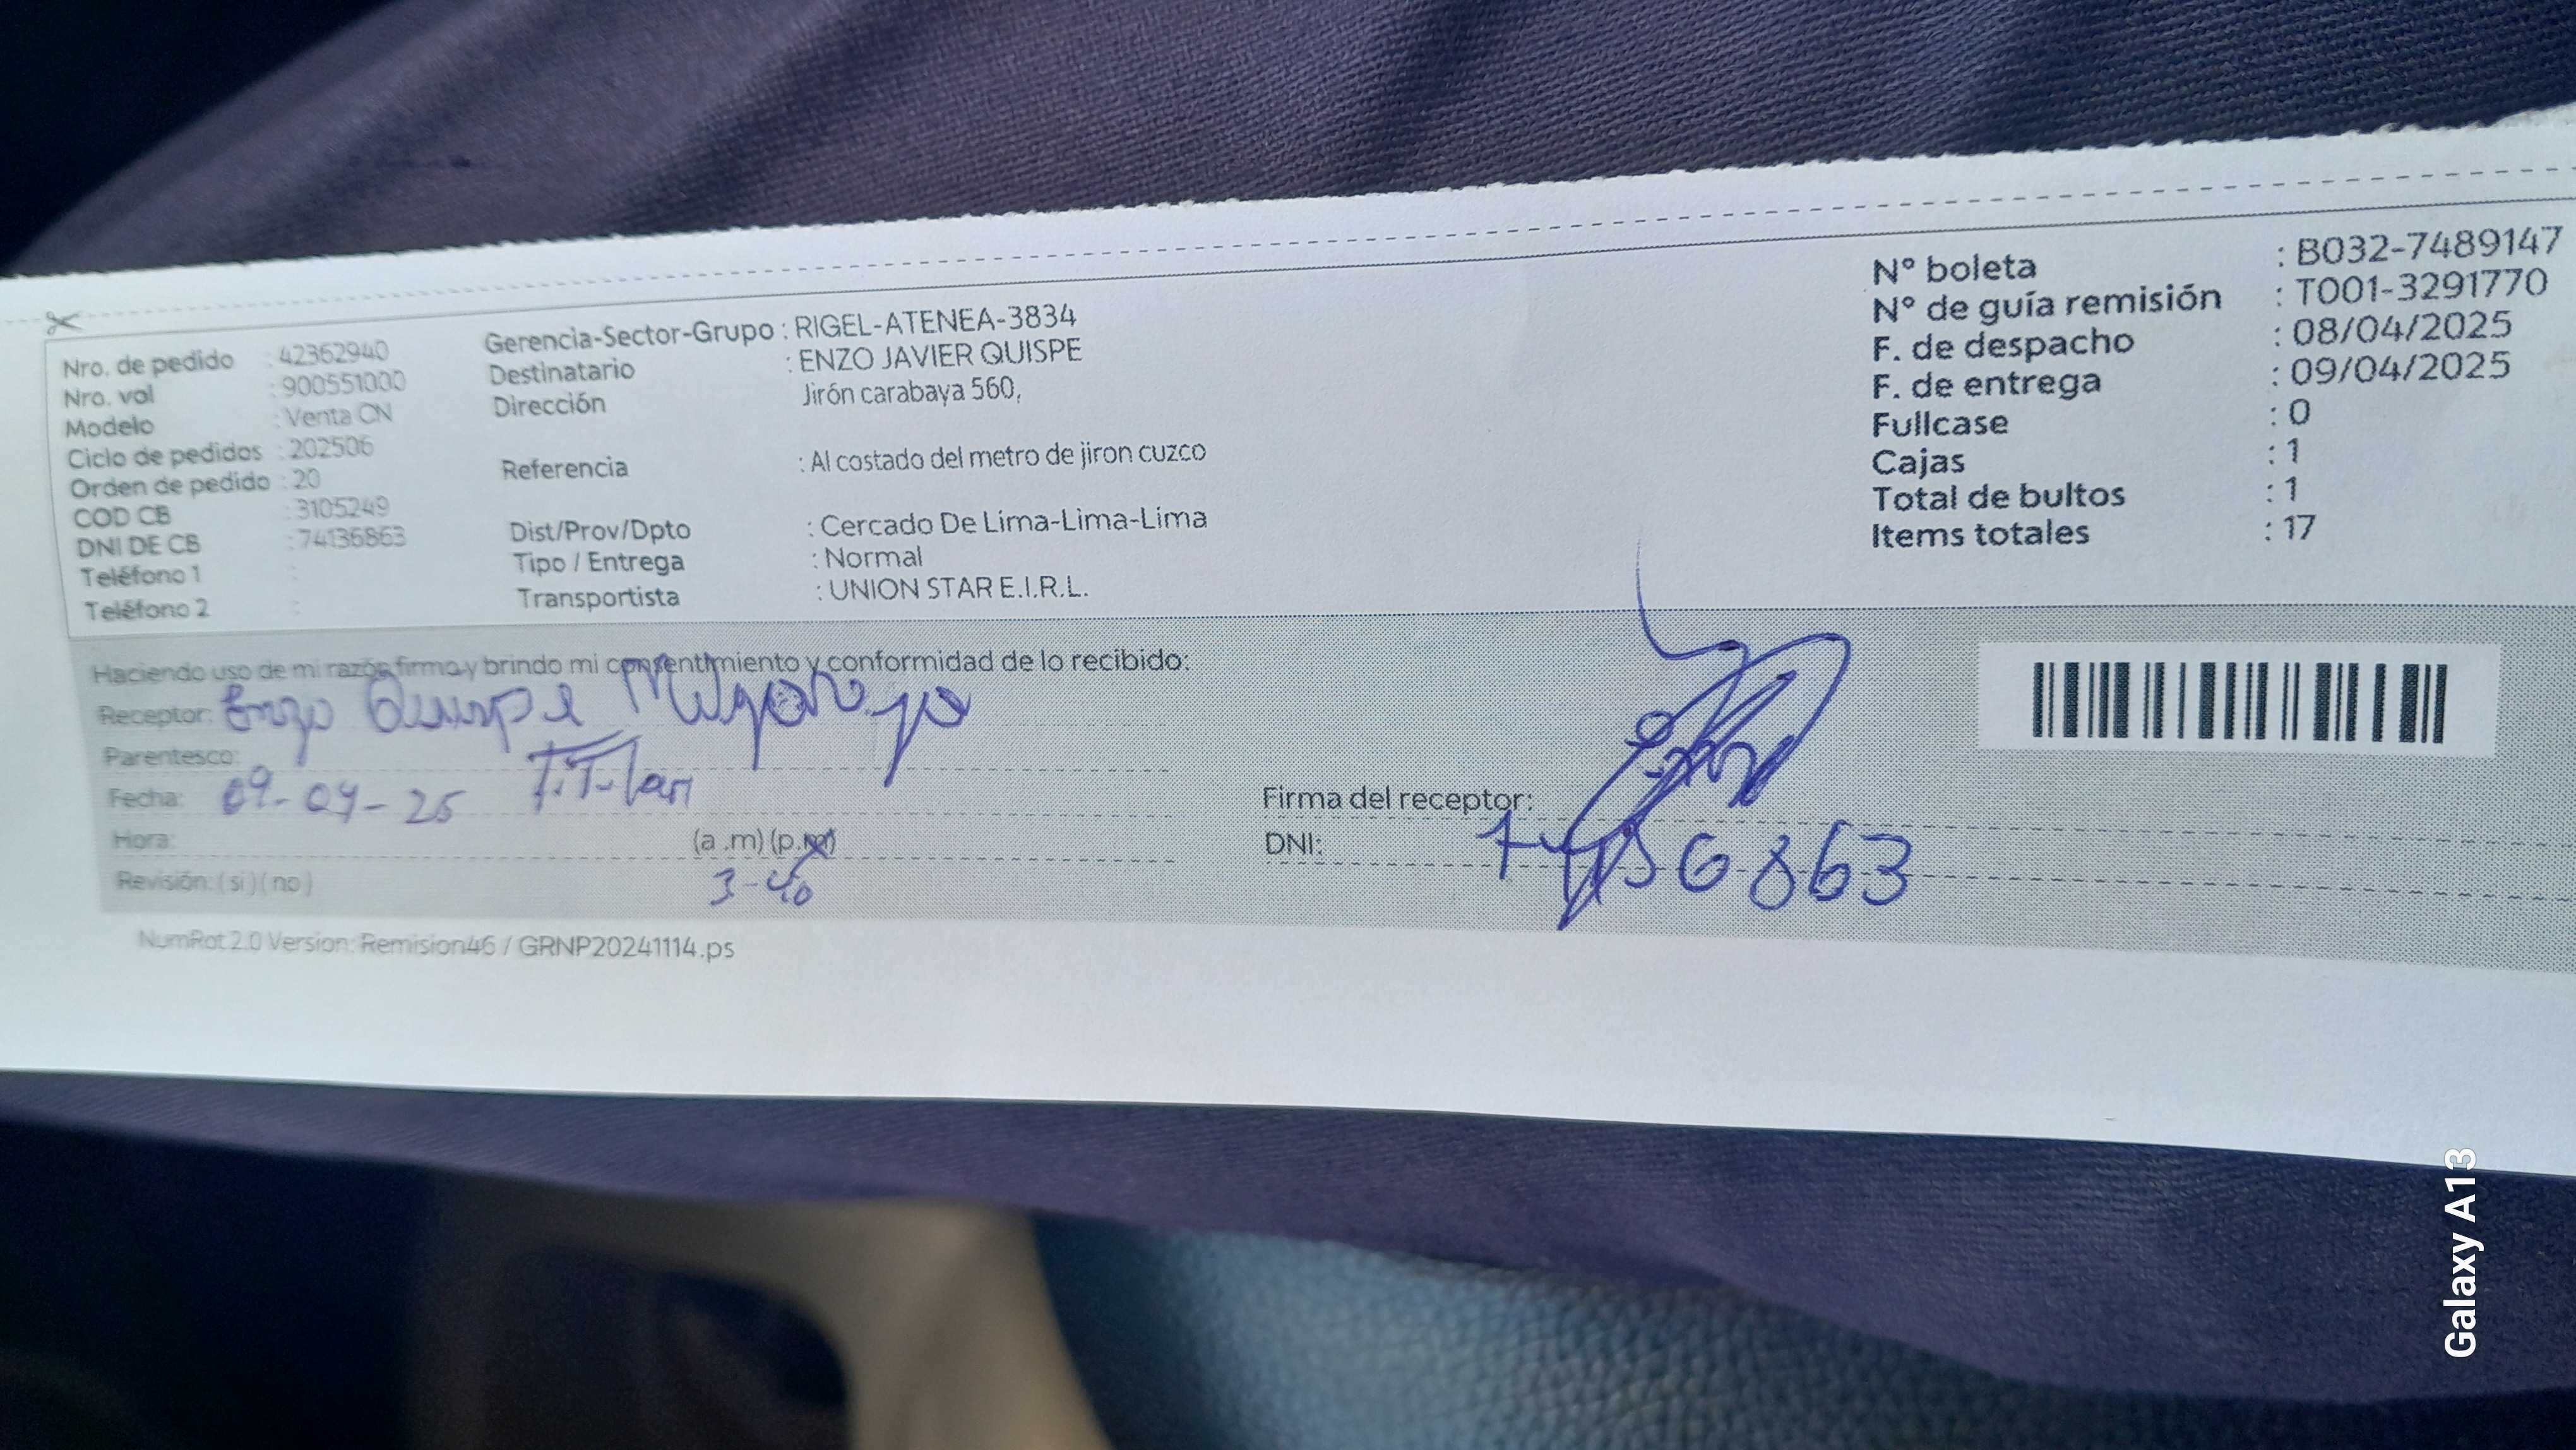 Nro. de pedido : 42362940
Nro. val : 900551000
Modelo : Venta CN
Ciclo de pedidos : 202506
Orden de pedido : 20
COD CB : 3105249
DNI DE CB : 74136863
Teléfono 1 :
Teléfono 2 :
Gerencia-Sector-Grupo : RIGEL-ATENEA-3834
Destinatario : ENZO JAVIER QUISPE
Dirección Jirón carabaya 560,
Referencia : Al costado del metro de jiron cuzco
Dist/Prov/Dpto : Cercado De Lima-Lima-Lima
Tipo / Entrega : Normal
Transportista : UNION STAR E.I.R.L.
N° boleta : B032-7489147
N° de guía remisión : T001-3291770
F. de despacho : 08/04/2025
F. de entrega : 09/04/2025
Fullcase : 0
Cajas : 1
Total de bultos : 1
Items totales : 17
Haciendo uso de mi razón firma y brindo mi consentimiento y conformidad de lo recibido:
Receptor: Enzo Quispe
Parentesco: TiTular
Fecha: 09-04-25
Hora: (a .m) (p.m)
3-40
Revisión: ( si ) ( no )
Firma del receptor:
DNI: 74136863
NumRot 2.0 Version: Remision46 / GRNP20241114.ps
Galaxy A13